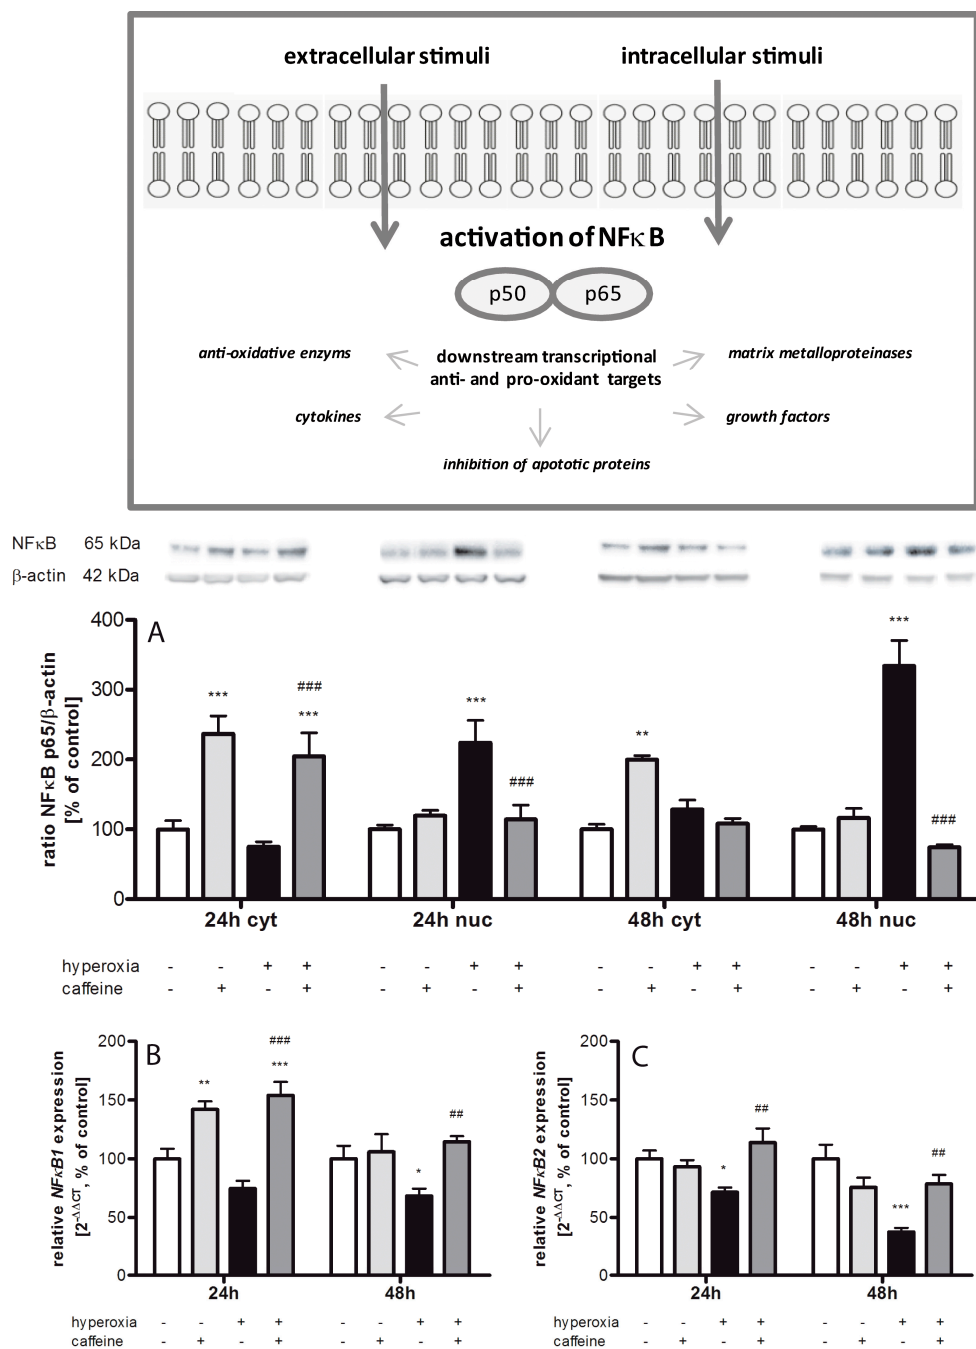 extracellular stimuli intracellular stimuli
activation of NFκB
p50 p65
anti-oxidative enzyms downstream transcriptional matrix metalloproteinases
anti- and pro-oxidant targets
cytokines growth factors
inhibition of apototic proteins
NFκB 65 kDa
β-actin 42 kDa
A
ratio NFκB p65/β-actin
[% of control]
400
300
200
100
0
*** ### *** *** ### ** *** ###
24h cyt 24h nuc 48h cyt 48h nuc
hyperoxia - - + + - - + + - - + + - - + +
caffeine - + - + - + - + - + - + - + - +
B
relative NFκB1 expression
[2-ΔΔCT, % of control]
200
150
100
50
0
** ### *** * ##
24h 48h
hyperoxia - - + + - - + +
caffeine - + - + - + - +
C
relative NFκB2 expression
[2-ΔΔCT, % of control]
200
150
100
50
0
* ## *** ##
24h 48h
hyperoxia - - + + - - + +
caffeine - + - + - + - +